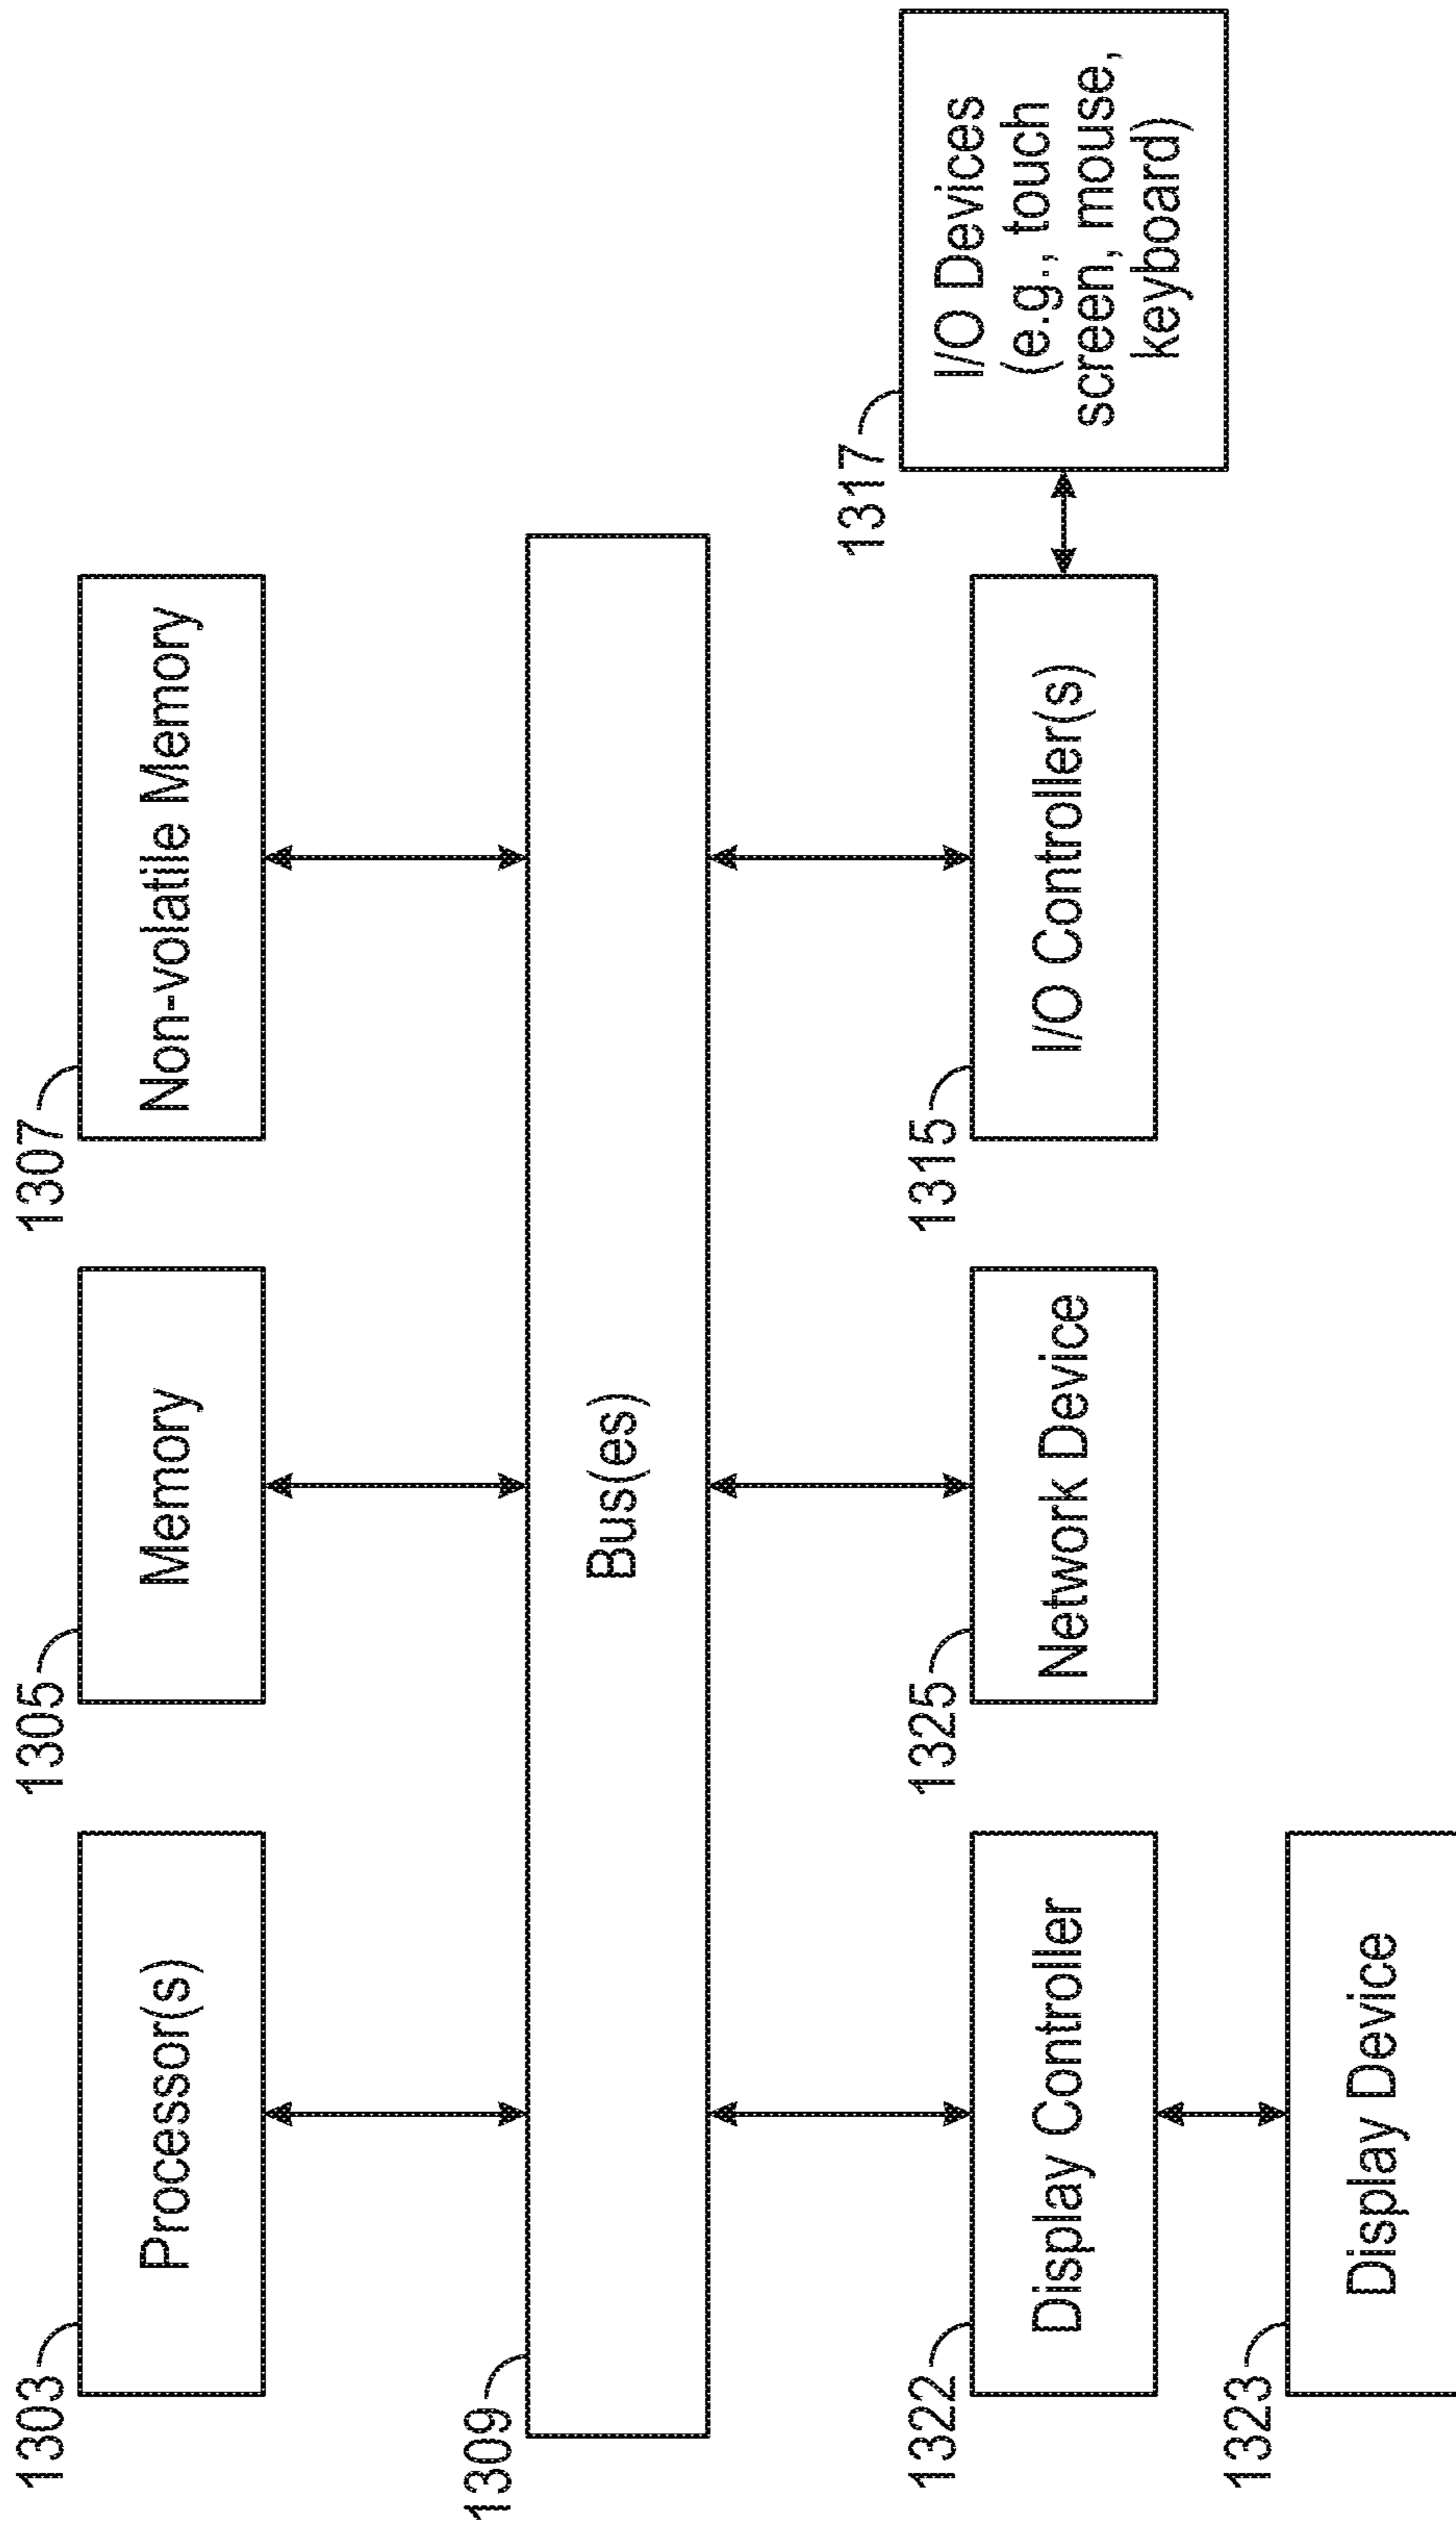 1303
Processor(s)
1305
Memory
1307
Non-volatile Memory
1309
Bus(es)
1322
Display Controller
1325
Network Device
1315
I/O Controller(s)
1317
I/O Devices
(e.g., touch
screen, mouse,
keyboard)
1323
Display Device